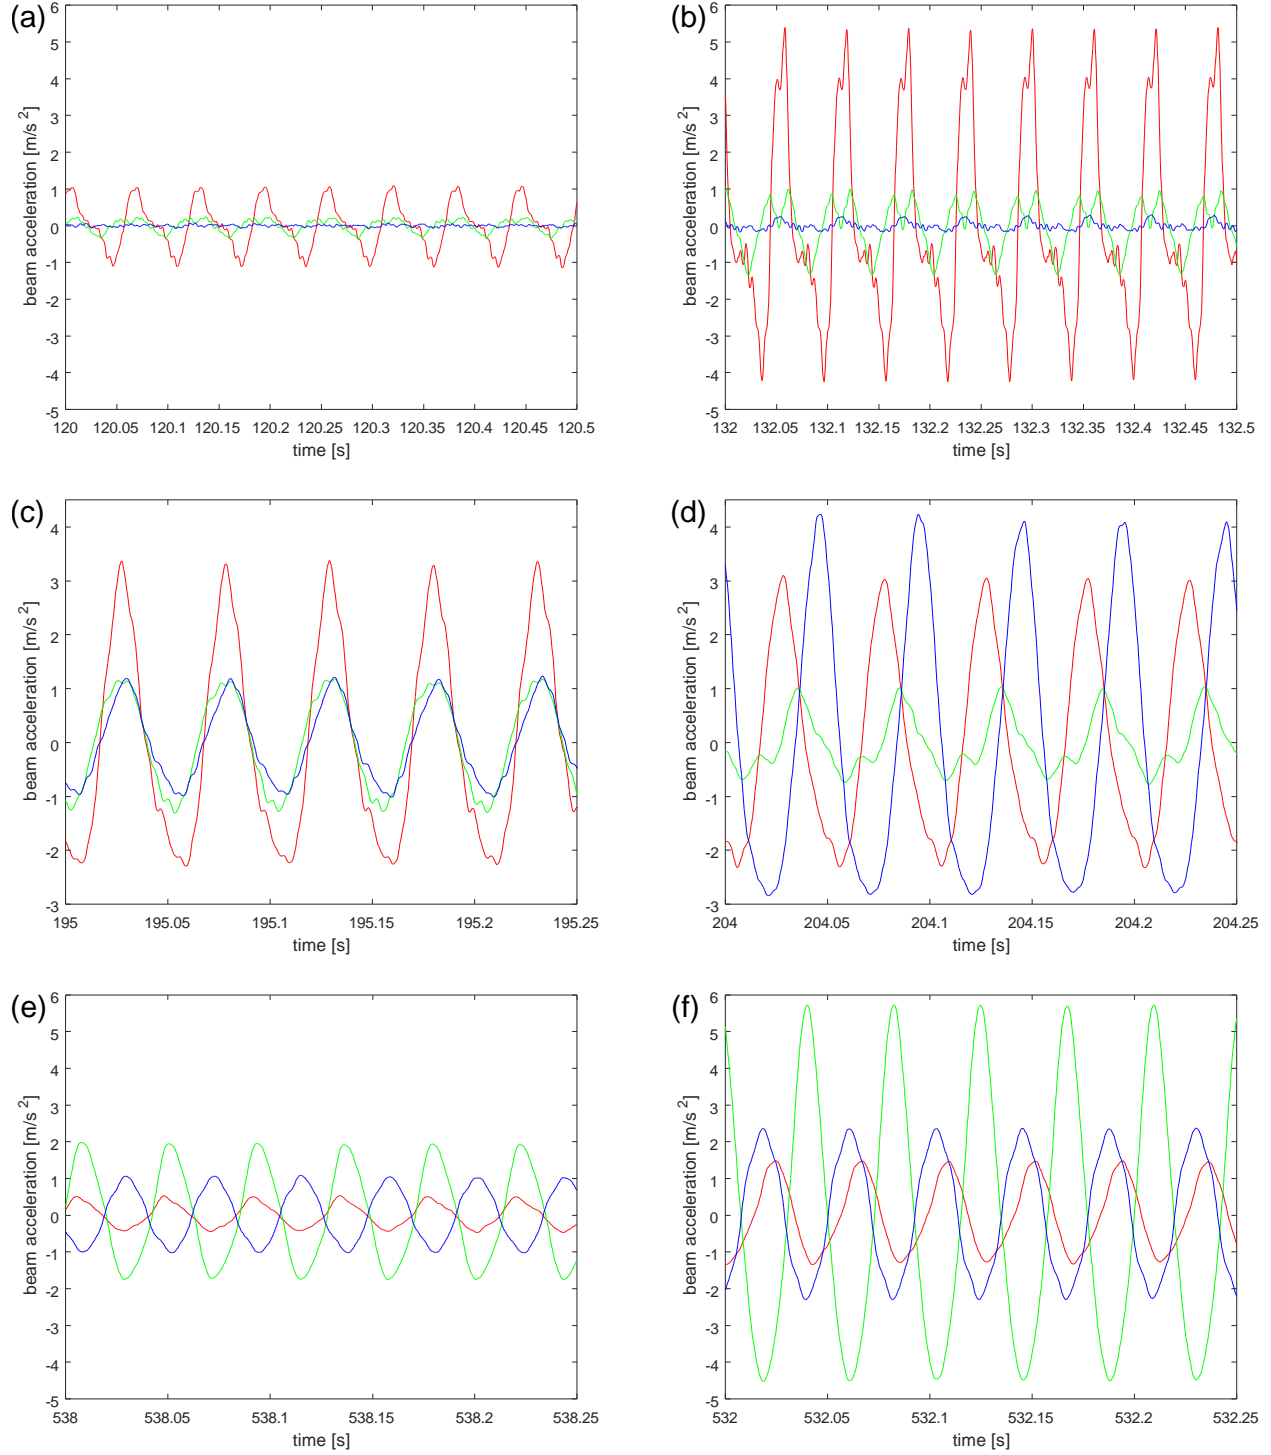 (a)
6
5
4
3
2
1
0
-1
-2
-3
-4
-5
beam acceleration [m/s 2]
120 120.05 120.1 120.15 120.2 120.25 120.3 120.35 120.4 120.45 120.5
time [s]
(b)
6
5
4
3
2
1
0
-1
-2
-3
-4
-5
beam acceleration [m/s 2]
132 132.05 132.1 132.15 132.2 132.25 132.3 132.35 132.4 132.45 132.5
time [s]
(c)
4
3
2
1
0
-1
-2
-3
beam acceleration [m/s 2]
195 195.05 195.1 195.15 195.2 195.25
time [s]
(d)
4
3
2
1
0
-1
-2
-3
beam acceleration [m/s 2]
204 204.05 204.1 204.15 204.2 204.25
time [s]
(e)
6
5
4
3
2
1
0
-1
-2
-3
-4
-5
beam acceleration [m/s 2]
538 538.05 538.1 538.15 538.2 538.25
time [s]
(f)
6
5
4
3
2
1
0
-1
-2
-3
-4
-5
beam acceleration [m/s 2]
532 532.05 532.1 532.15 532.2 532.25
time [s]